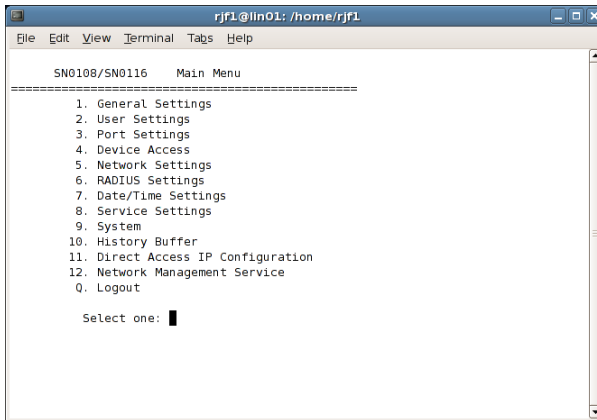 rjf1@lin01: /home/rjf1
File Edit View Terminal Tabs Help
SN0108/SN0116 Main Menu
================================================
1. General Settings
2. User Settings
3. Port Settings
4. Device Access
5. Network Settings
6. RADIUS Settings
7. Date/Time Settings
8. Service Settings
9. System
10. History Buffer
11. Direct Access IP Configuration
12. Network Management Service
Q. Logout
Select one: